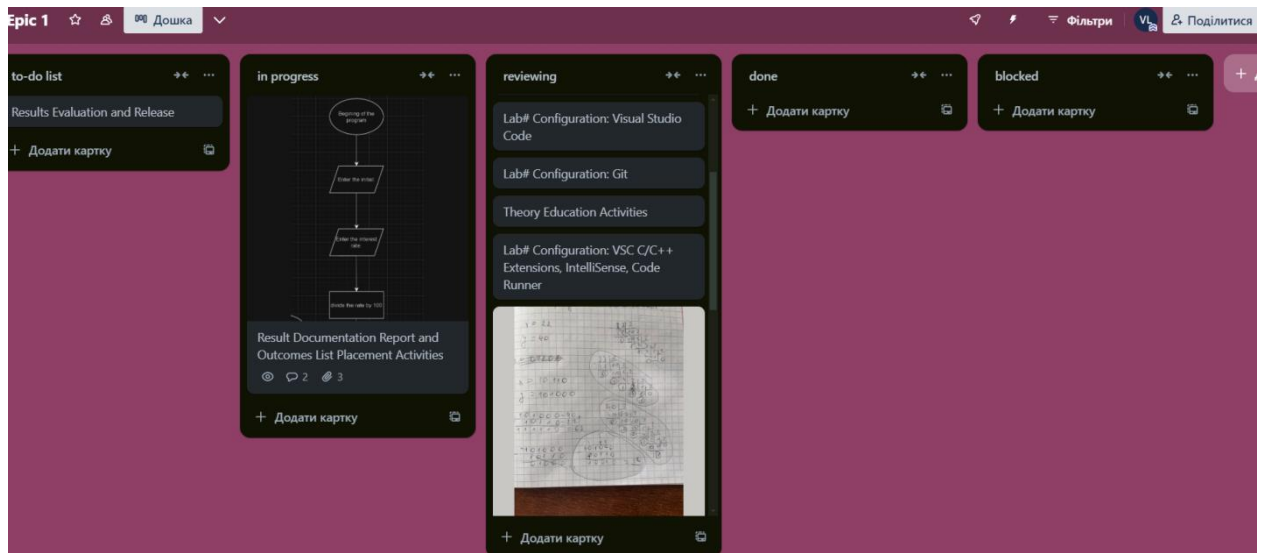 Epic 1
Дошка
Фільтри
VL
Поділитися
to-do list
Results Evaluation and Release
+ Додати картку
in progress
Begining of the
program
Enter the initial
Enter the interest
rate
divide the rate by 100
Result Documentation Report and
Outcomes List Placement Activities
2
3
+ Додати картку
reviewing
Lab# Configuration: Visual Studio
Code
Lab# Configuration: Git
Theory Education Activities
Lab# Configuration: VSC C/C++
Extensions, IntelliSense, Code
Runner
+ Додати картку
done
+ Додати картку
blocked
+ Додати картку